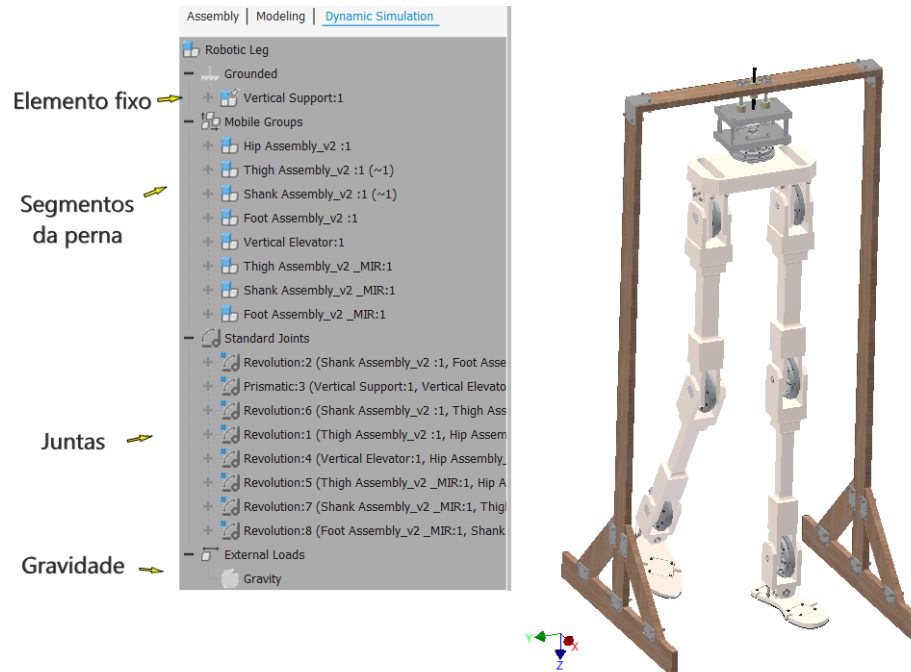 Assembly | Modeling | Dynamic Simulation
Robotic Leg
Grounded
Elemento fixo
Vertical Support:1
Mobile Groups
Hip Assembly_v2 :1
Thigh Assembly_v2 :1 (~1)
Shank Assembly_v2 :1 (~1)
Segmentos
da perna
Foot Assembly_v2 :1
Vertical Elevator:1
Thigh Assembly_v2 _MIR:1
Shank Assembly_v2 _MIR:1
Foot Assembly_v2 _MIR:1
Standard Joints
Revolution:2 (Shank Assembly_v2 :1, Foot Asse
Prismatic:3 (Vertical Support:1, Vertical Elevato
Revolution:6 (Shank Assembly_v2 :1, Thigh Ass
Juntas
Revolution:1 (Thigh Assembly_v2 :1, Hip Assem
Revolution:4 (Vertical Elevator:1, Hip Assembly_
Revolution:5 (Thigh Assembly_v2 _MIR:1, Hip A
Revolution:7 (Shank Assembly_v2 _MIR:1, Thig
Revolution:8 (Foot Assembly_v2 _MIR:1, Shank
External Loads
Gravidade
Gravity
Y
X
Z